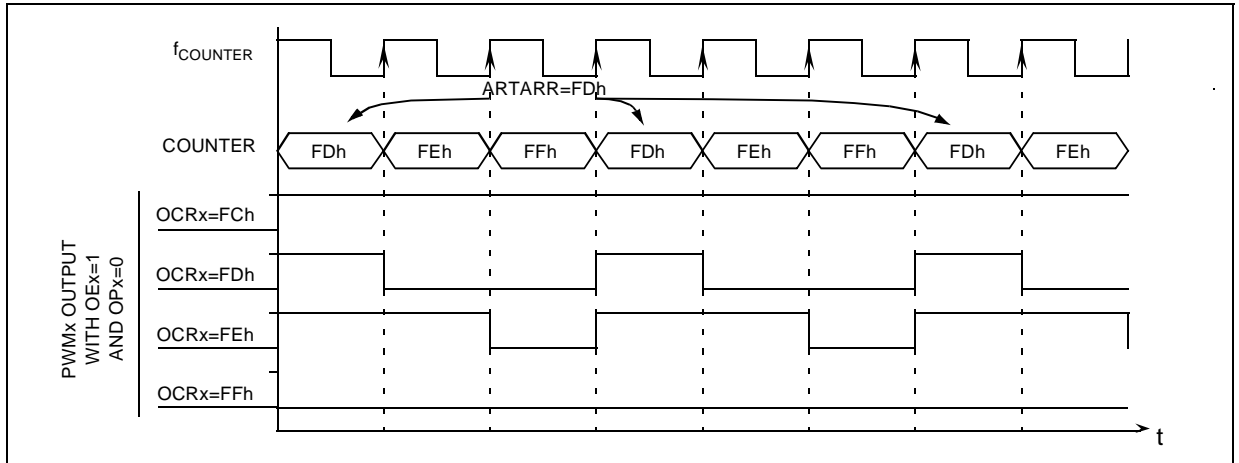 fCOUNTER
ARTARR=FDh
COUNTER
FDh FEh FFh FDh FEh FFh FDh FEh
PWMx OUTPUT
WITH OEx=1
AND OPx=0
OCRx=FCh
OCRx=FDh
OCRx=FEh
OCRx=FFh
t